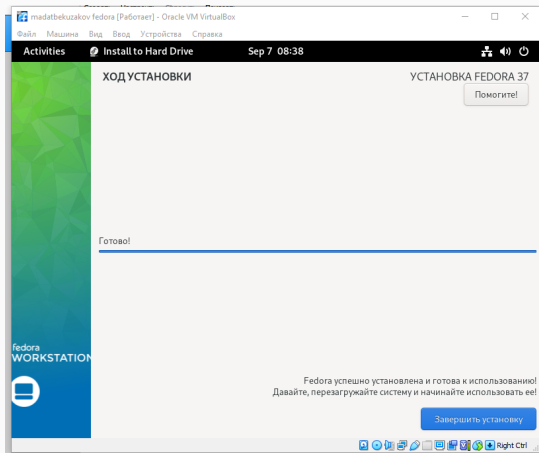 madatbekuzakov fedora [Работает] - Oracle VM VirtualBox
Файл Машина Вид Ввод Устройства Справка
Activities Install to Hard Drive Sep 7 08:38
ХОД УСТАНОВКИ УСТАНОВКА FEDORA 37
Помогите!
Готово!
fedora
WORKSTATION
Fedora успешно установлена и готова к использованию!
Давайте, перезагружайте систему и начинайте использовать ее!
Завершить установку
Right Ctrl